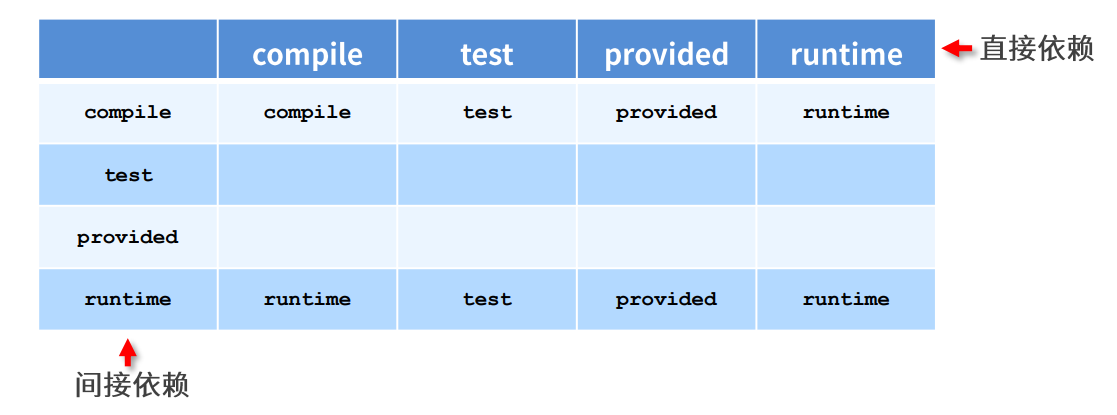 compile test provided runtime 直接依赖
compile compile test provided runtime
test
provided
runtime runtime test provided runtime
间接依赖